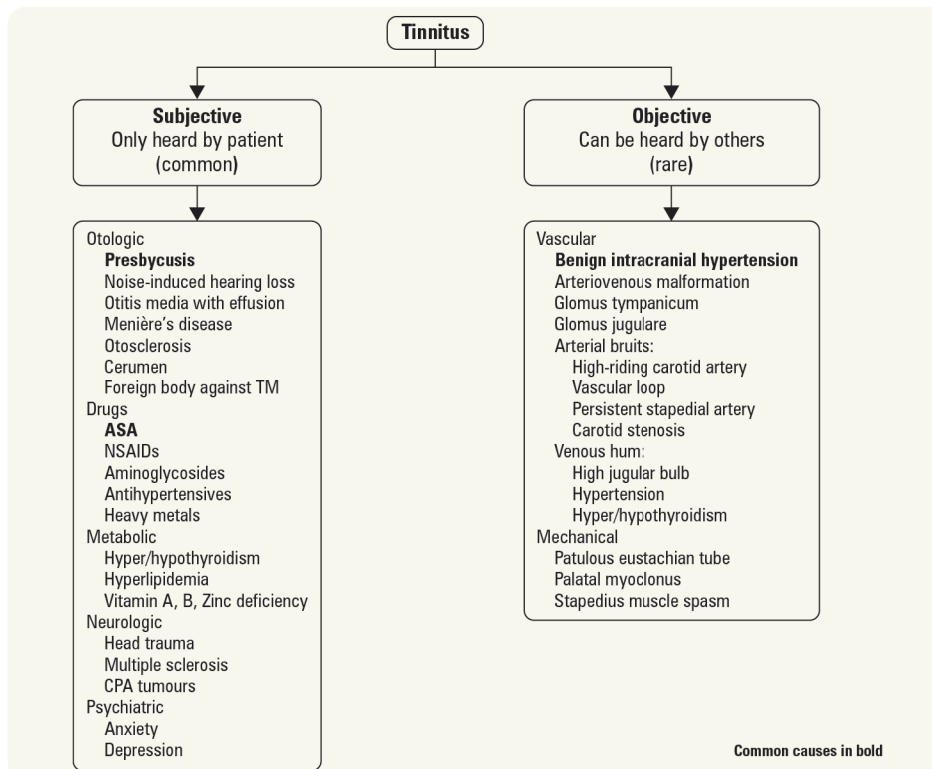 Tinnitus
Subjective
Only heard by patient
(common)
Otologic
Presbycusis
Noise-induced hearing loss
Otitis media with effusion
Menière's disease
Otosclerosis
Cerumen
Foreign body against TM
Drugs
ASA
NSAIDs
Aminoglycosides
Antihypertensives
Heavy metals
Metabolic
Hyper/hypothyroidism
Hyperlipidemia
Vitamin A, B, Zinc deficiency
Neurologic
Head trauma
Multiple sclerosis
CPA tumours
Psychiatric
Anxiety
Depression
Objective
Can be heard by others
(rare)
Vascular
Benign intracranial hypertension
Arteriovenous malformation
Glomus tympanicum
Glomus jugulare
Arterial bruits:
High-riding carotid artery
Vascular loop
Persistent stapedial artery
Carotid stenosis
Venous hum:
High jugular bulb
Hypertension
Hyper/hypothyroidism
Mechanical
Patulous eustachian tube
Palatal myoclonus
Stapedius muscle spasm
Common causes in bold